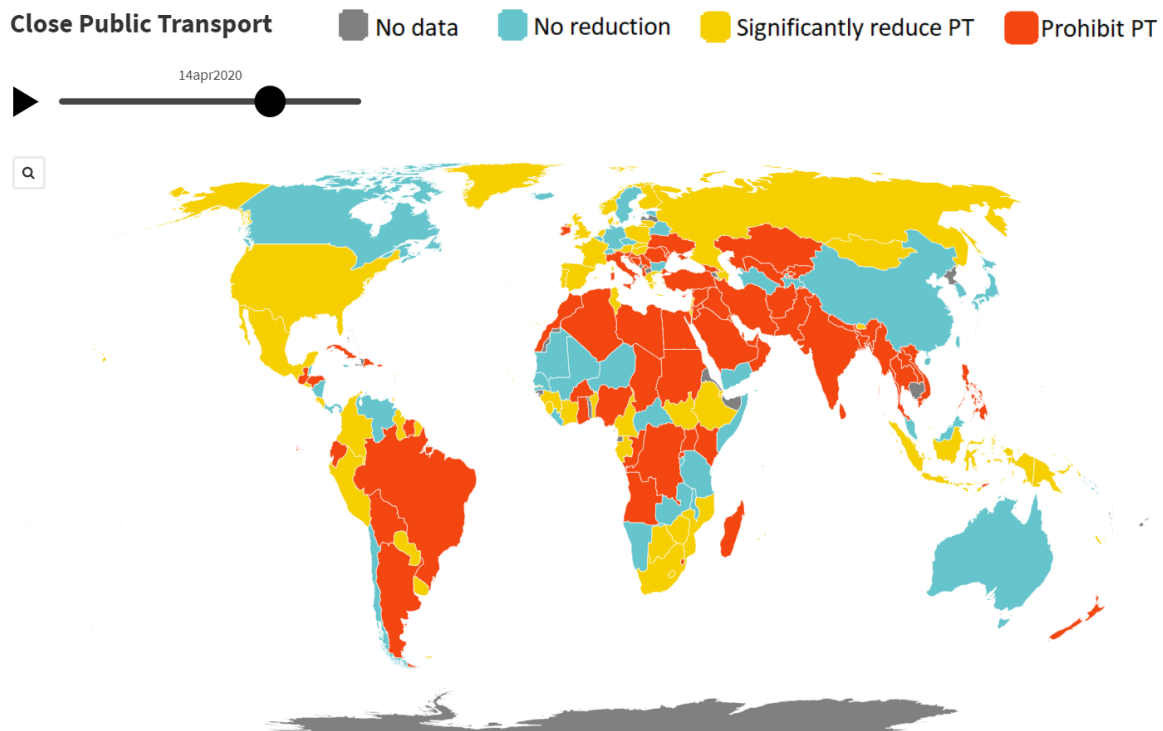 Close Public Transport
No data
No reduction
Significantly reduce PT
Prohibit PT
14apr2020